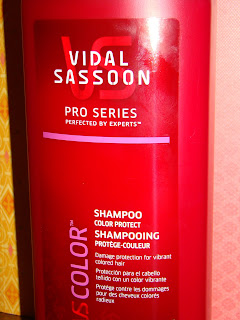 VS
VIDAL
SASSOON
PRO SERIES
PERFECTED BY EXPERTS™
VSCOLOR™
SHAMPOO
COLOR PROTECT
SHAMPOOING
PROTÈGE-COULEUR
Damage protection for vibrant
colored hair
Protección para el cabello
teñido con un color vibrante
Protège contre les dommages
pour des cheveux colorés
radieux